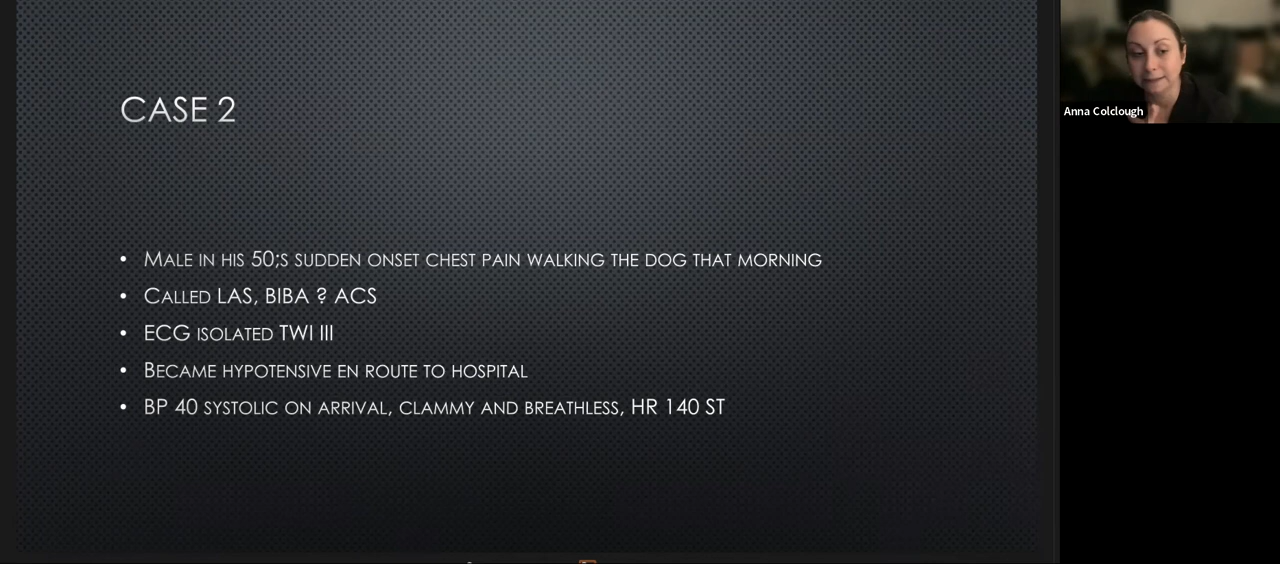 CASE 2
MALE IN HIS 50;S SUDDEN ONSET CHEST PAIN WALKING THE DOG THAT MORNING
CALLED LAS, BIBA ? ACS
ECG ISOLATED TWI III
BECAME HYPOTENSIVE EN ROUTE TO HOSPITAL
BP 40 SYSTOLIC ON ARRIVAL, CLAMMY AND BREATHLESS, HR 140 ST
Anna Colclough